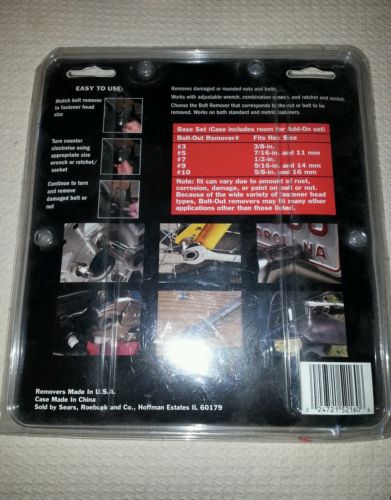 EASY TO USE:
Match bolt remover
to fastener head
size
Turn counter
clockwise using
appropriate size
wrench or ratchet/
socket
Continue to turn
and remove
damaged bolt or
nut
Removes damaged or rounded nuts and bolts.
Works with adjustable wrench, combination wrench, and ratchet and socket.
Choose the Bolt Remover that corresponds to the nut or bolt to be
removed. Works on both standard and metric fasteners.
Base Set (Case includes room for Add-On set)
Bolt-Out Remover# Fits Hex Size
#3 3/8-in.
#5 7/16-in. and 11 mm
#7 1/2-in.
#9 9/16-in. and 14 mm
#10 5/8-in. and 16 mm
Note: fit can vary due to amount of rust,
corrosion, damage, or paint on bolt or nut.
Because of the wide variety of fastener head
types, Bolt-Out removers may fit many other
applications other than those listed.
CAROLINA
Removers Made in U.S.A.
Case Made in China
Sold by Sears, Roebuck and Co., Hoffman Estates IL 60179
0 24721 52160 6